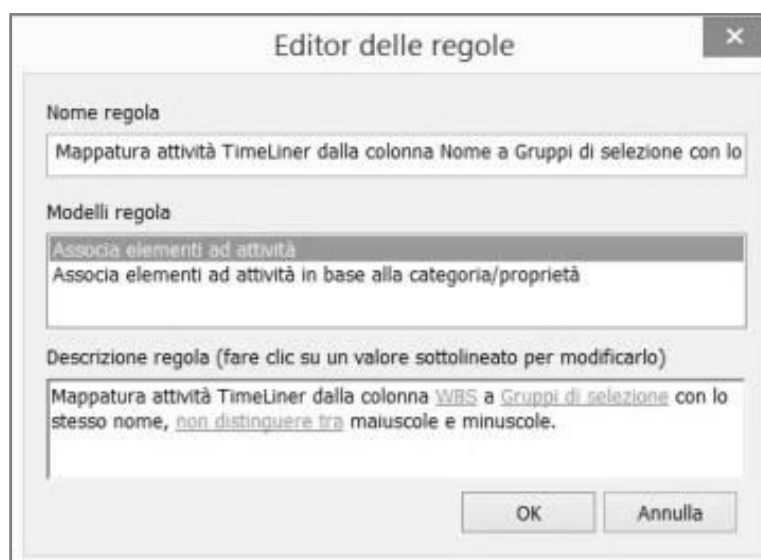 Editor delle regole
Nome regola
Mappatura attività TimeLiner dalla colonna Nome a Gruppi di selezione con lo
Modelli regola
Associa elementi ad attività
Associa elementi ad attività in base alla categoria/proprietà
Descrizione regola (fare clic su un valore sottolineato per modificarlo)
Mappatura attività TimeLiner dalla colonna WBS a Gruppi di selezione con lo
stesso nome, non distinguere tra maiuscole e minuscole.
OK Annulla